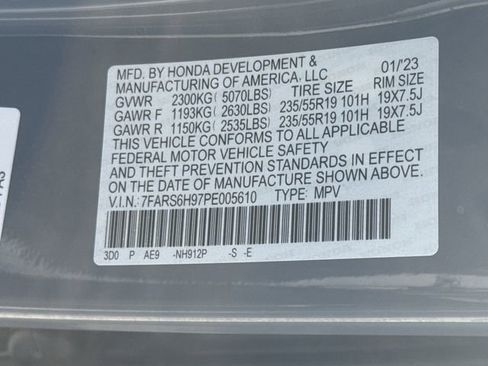 MFD. BY HONDA DEVELOPMENT & 01/'23
MANUFACTURING OF AMERICA, LLC
GVWR 2300KG( 5070LBS) TIRE SIZE RIM SIZE
GAWR F 1193KG( 2630LBS) 235/55R19 101H 19X7.5J
GAWR R 1150KG( 2535LBS) 235/55R19 101H 19X7.5J
THIS VEHICLE CONFORMS TO ALL APPLICABLE
FEDERAL MOTOR VEHICLE SAFETY
AND THEFT PREVENTION STANDARDS IN EFFECT
ON THE DATE OF MANUFACTURE SHOWN ABOVE.
V.I.N.: 7FARS6H97PE005610 TYPE: MPV
3D0 P AE9 -NH912P -S -E